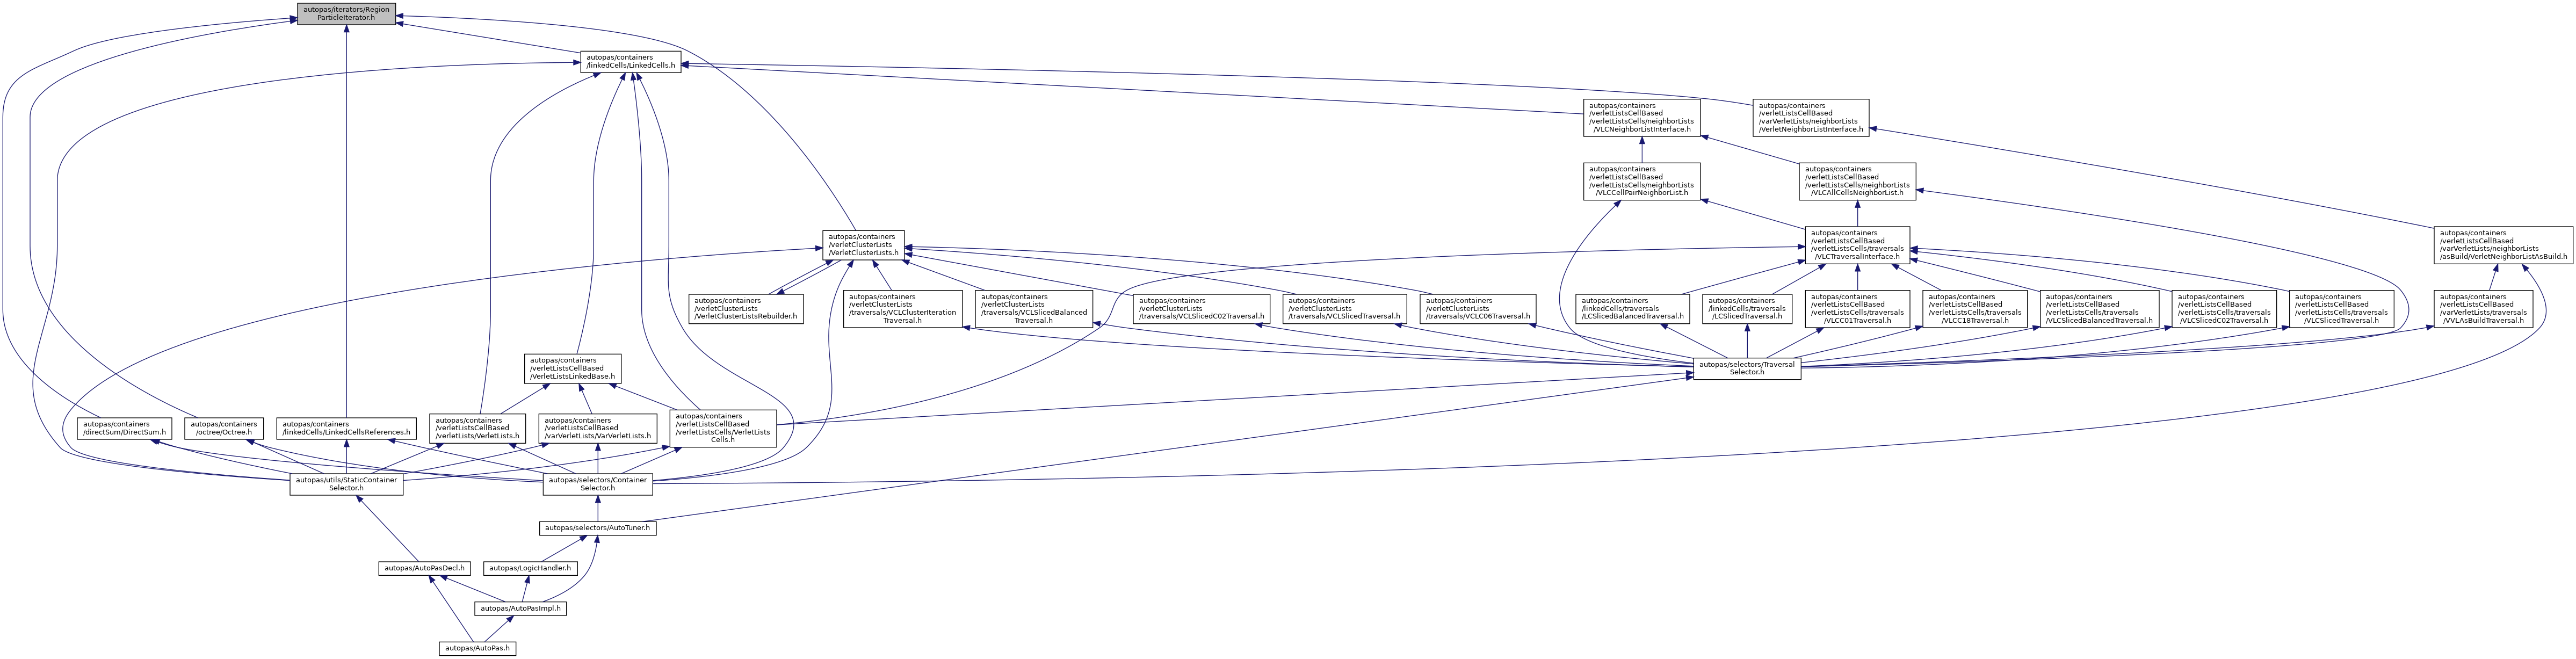 autopas/iterators/Region
ParticleIterator.h
autopas/containers
/linkedCells/LinkedCells.h
autopas/containers
/verletListsCellBased
/verletListsCells/neighborLists
/VLCNeighborListInterface.h
autopas/containers
/verletListsCellBased
/varVerletLists/neighborLists
/VerletNeighborListInterface.h
autopas/containers
/verletListsCellBased
/verletListsCells/neighborLists
/VLCCellPairNeighborList.h
autopas/containers
/verletListsCellBased
/verletListsCells/neighborLists
/VLCAllCellsNeighborList.h
autopas/containers
/verletClusterLists
/VerletClusterLists.h
autopas/containers
/verletListsCellBased
/verletListsCells/traversals
/VLCTraversalInterface.h
autopas/containers
/verletListsCellBased
/varVerletLists/neighborLists
/asBuild/VerletNeighborListAsBuild.h
autopas/containers
/verletClusterLists
/VerletClusterListsRebuilder.h
autopas/containers
/verletClusterLists
/traversals/VCLClusterIteration
Traversal.h
autopas/containers
/verletClusterLists
/traversals/VCLSlicedBalanced
Traversal.h
autopas/containers
/verletClusterLists
/traversals/VCLSlicedC02Traversal.h
autopas/containers
/verletClusterLists
/traversals/VCLSlicedTraversal.h
autopas/containers
/verletClusterLists
/traversals/VCLC06Traversal.h
autopas/containers
/linkedCells/traversals
/LCSlicedBalancedTraversal.h
autopas/containers
/linkedCells/traversals
/LCSlicedTraversal.h
autopas/containers
/verletListsCellBased
/verletListsCells/traversals
/VLCC01Traversal.h
autopas/containers
/verletListsCellBased
/verletListsCells/traversals
/VLCC18Traversal.h
autopas/containers
/verletListsCellBased
/verletListsCells/traversals
/VLCSlicedBalancedTraversal.h
autopas/containers
/verletListsCellBased
/verletListsCells/traversals
/VLCSlicedC02Traversal.h
autopas/containers
/verletListsCellBased
/verletListsCells/traversals
/VLCSlicedTraversal.h
autopas/containers
/verletListsCellBased
/varVerletLists/traversals
/VVLAsBuildTraversal.h
autopas/containers
/verletListsCellBased
/VerletListsLinkedBase.h
autopas/selectors/Traversal
Selector.h
autopas/containers
/directSum/DirectSum.h
autopas/containers
/octree/Octree.h
autopas/containers
/linkedCells/LinkedCellsReferences.h
autopas/containers
/verletListsCellBased
/verletLists/VerletLists.h
autopas/containers
/verletListsCellBased
/varVerletLists/VarVerletLists.h
autopas/containers
/verletListsCellBased
/verletListsCells/VerletLists
Cells.h
autopas/utils/StaticContainer
Selector.h
autopas/selectors/Container
Selector.h
autopas/selectors/AutoTuner.h
autopas/AutoPasDecl.h
autopas/LogicHandler.h
autopas/AutoPasImpl.h
autopas/AutoPas.h